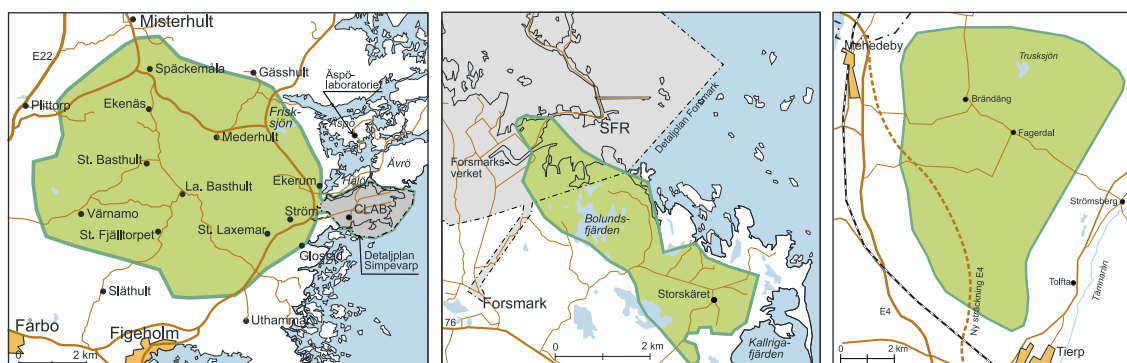 Misterhult
E22
Späckemåla
Gässhult
Äspö-
laboratoriet
Plittorp
Ekenäs
Frisk-
sjön
Äspö
Mederhult
St. Basthult
Ävrö
Ekerum
Hålö
La. Basthult
Värnamo
Ström
CLAB
St. Fjälltorpet
St. Laxemar
Glostad
Detaljplan
Simpevarp
Släthult
Uthammar
Fårbo
Figeholm
0
2 km
SFR
Detaljplan Forsmark
Forsmarks-
verket
Bolunds-
fjärden
Storskäret
Forsmark
76
Kallriga-
fjärden
0
2 km
Mehedeby
Trusksjön
Brändäng
Fagerdal
Strömsberg
Tolfta
Tämnarån
Ny sträckning E4
E4
Tierp
0
2 km